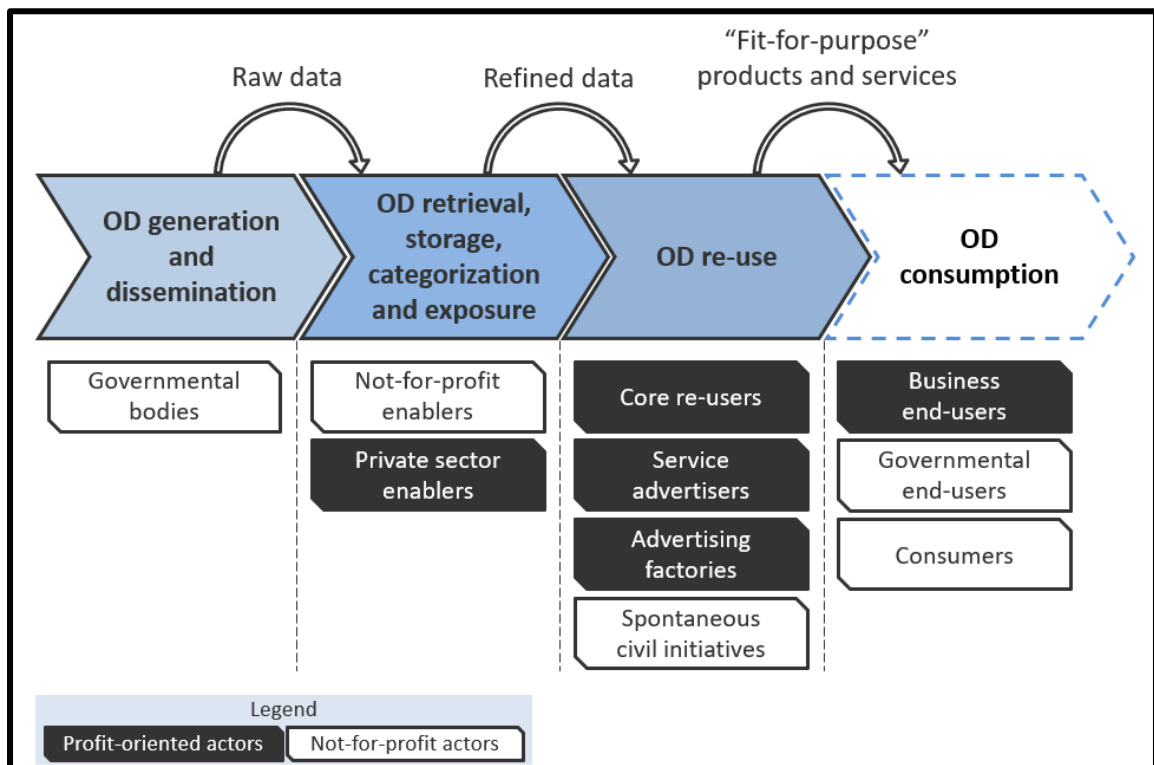 Raw data
Refined data
“Fit-for-purpose”
products and services
OD generation
and
dissemination
OD retrieval,
storage,
categorization
and exposure
OD re-use
OD
consumption
Governmental
bodies
Not-for-profit
enablers
Private sector
enablers
Core re-users
Service
advertisers
Advertising
factories
Spontaneous
civil initiatives
Business
end-users
Governmental
end-users
Consumers
Legend
Profit-oriented actors
Not-for-profit actors